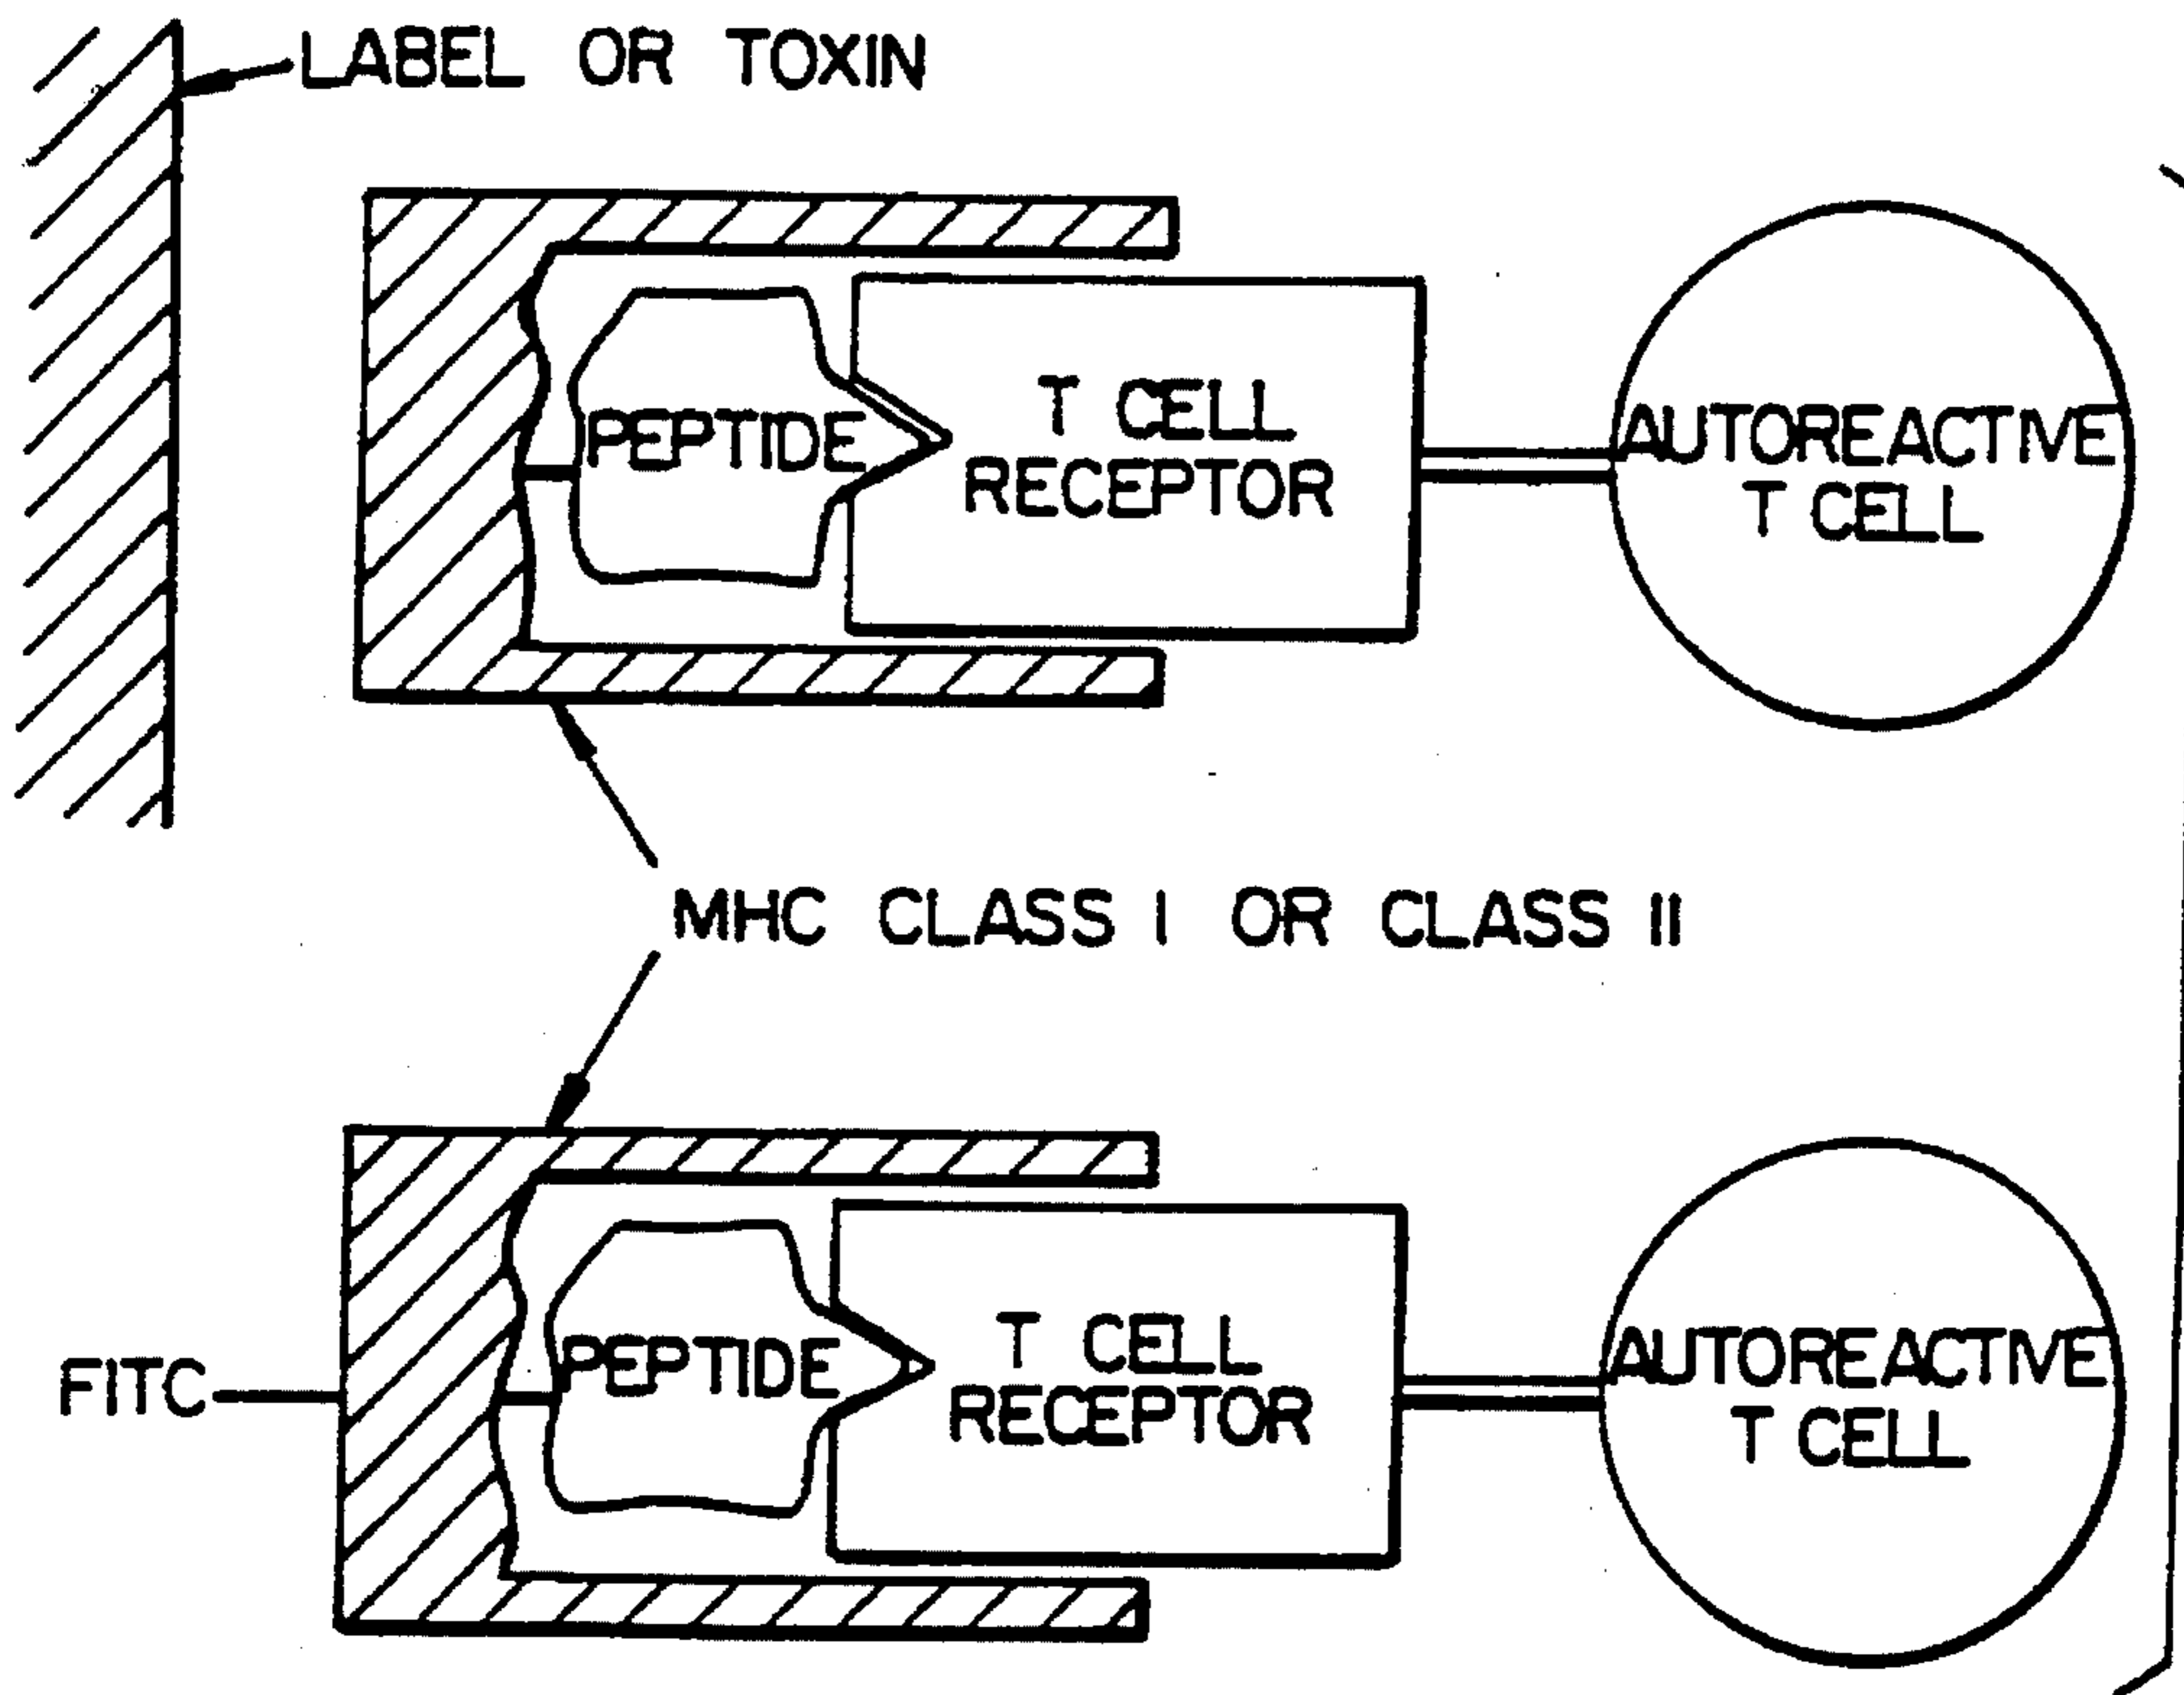 LABEL OR TOXIN
PEPTIDE
T CELL
RECEPTOR
AUTOREACTIVE
T CELL
MHC CLASS I OR CLASS II
FITC
PEPTIDE
T CELL
RECEPTOR
AUTOREACTIVE
T CELL